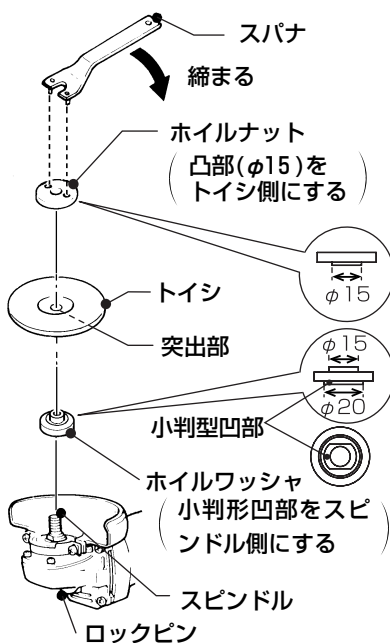 スパナ
締まる
ホイルナット
(凸部(φ15)を
トイシ側にする)
φ15
トイシ
突出部
φ15
φ20
小判型凹部
ホイルワッシャ
(小判形凹部をスピ
ンドル側にする)
スピンドル
ロックピン